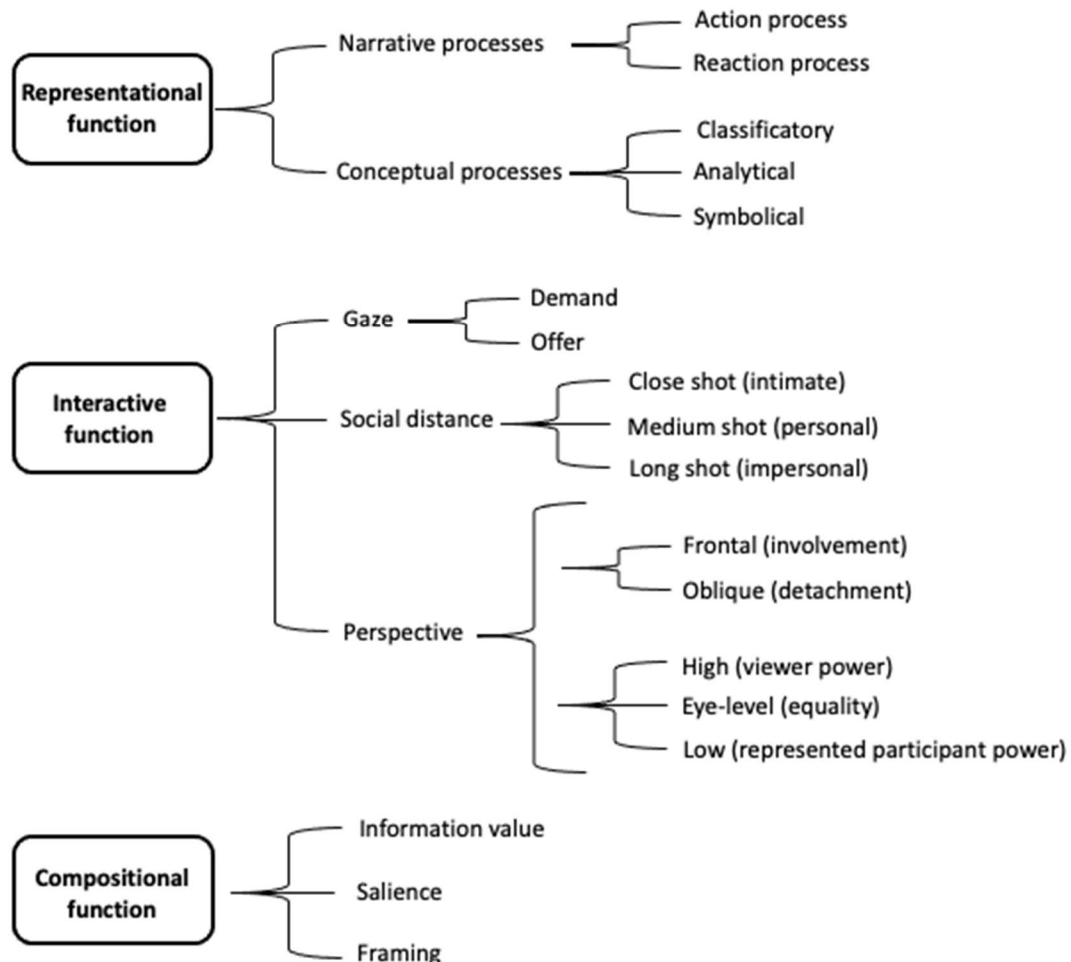 Representational
function
Narrative processes
Action process
Reaction process
Conceptual processes
Classificatory
Analytical
Symbolical
Interactive
function
Gaze
Demand
Offer
Social distance
Close shot (intimate)
Medium shot (personal)
Long shot (impersonal)
Perspective
Frontal (involvement)
Oblique (detachment)
High (viewer power)
Eye-level (equality)
Low (represented participant power)
Compositional
function
Information value
Salience
Framing